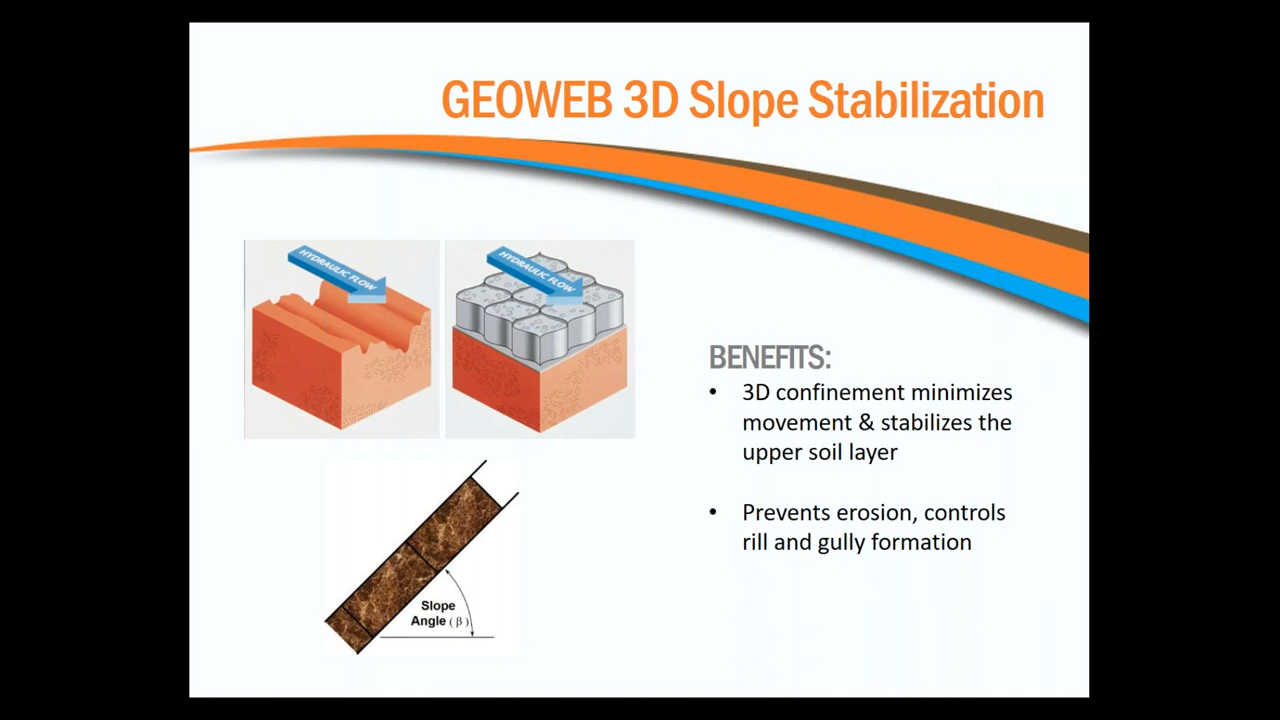 GEOWEB 3D Slope Stabilization
HYDRAULIC FLOW
HYDRAULIC FLOW
BENEFITS:
• 3D confinement minimizes
movement & stabilizes the
upper soil layer
• Prevents erosion, controls
rill and gully formation
Slope
Angle (β)